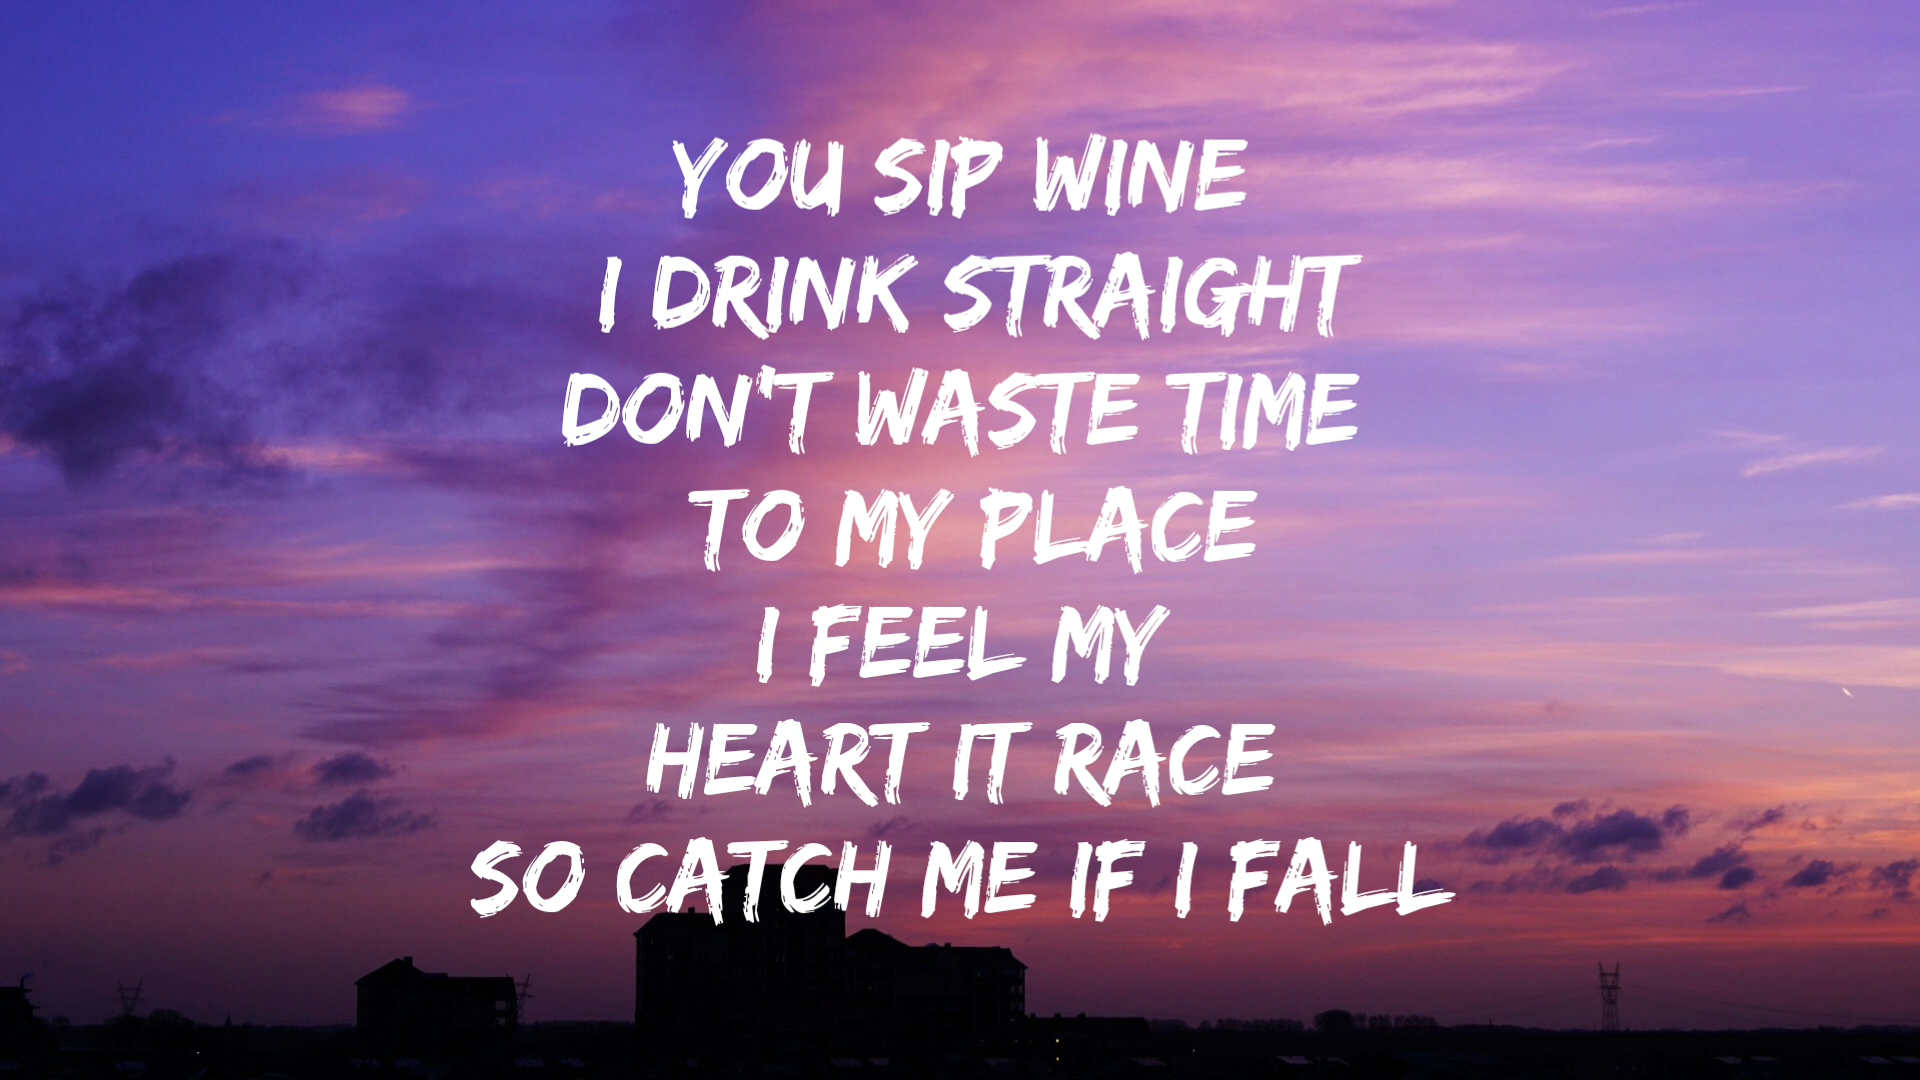 YOU SIP WINE
I DRINK STRAIGHT
DON'T WASTE TIME
TO MY PLACE
I FEEL MY
HEART IT RACE
SO CATCH ME IF I FALL